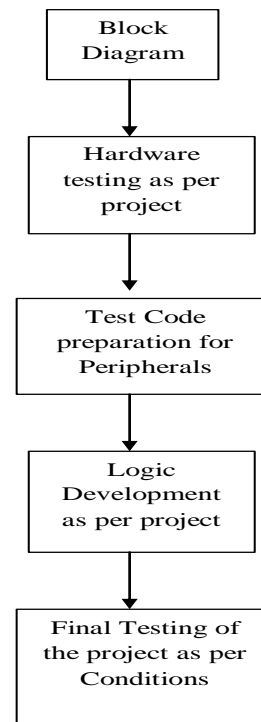 Block
Diagram
Hardware
testing as per
project
Test Code
preparation for
Peripherals
Logic
Development
as per project
Final Testing of
the project as per
Conditions